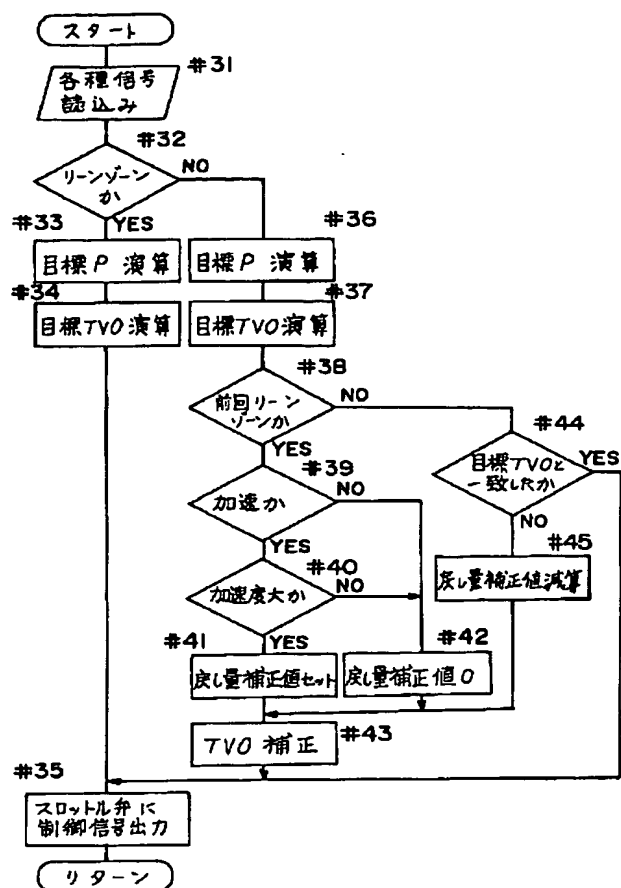 スタート
#31
各種信号
読込み
#32
リーンゾーン
か
NO
YES
#33
目標P 演算
#34
目標TVO演算
#36
目標P 演算
#37
目標TVO演算
#38
前回リーン
ゾーンか
NO
YES
#44
目標TVOと
一致したか
YES
NO
#39
加速か
NO
YES
#45
戻し量補正値減算
#40
加速度大か
NO
YES
#41
戻し量補正値セット
#42
戻し量補正値0
#43
TVO 補正
#35
スロットル弁に
制御信号出力
リターン